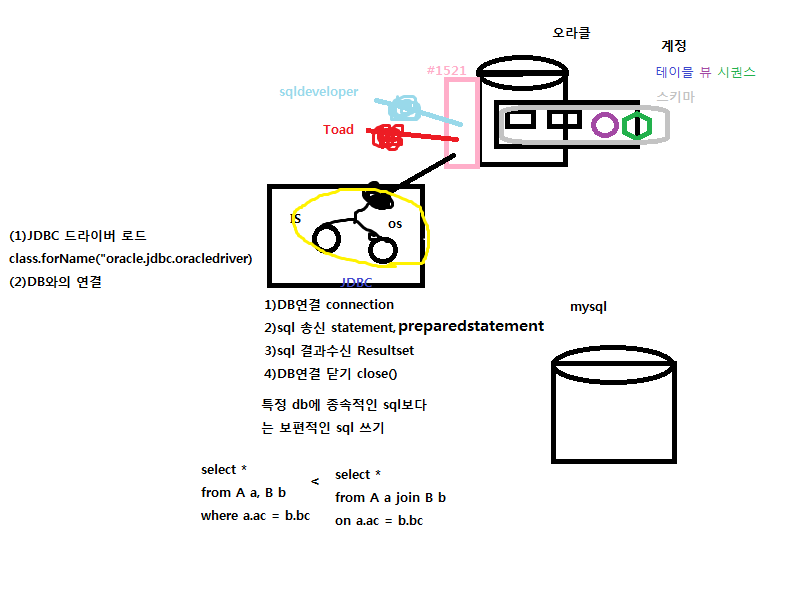 오라클
계정
테이믈 뷰 시퀀스
스키마
#1521
sqldeveloper
Toad
IS
os
JDBC
(1)JDBC 드라이버 로드
class.forName("oracle.jdbc.oracledriver)
(2)DB와의 연결
1)DB연결 connection
2)sql 송신 statement, preparedstatement
3)sql 결과수신 Resultset
4)DB연결 닫기 close()
특정 db에 종속적인 sql보다
는 보편적인 sql 쓰기
mysql
select *
from A a, B b
where a.ac = b.bc
<
select *
from A a join B b
on a.ac = b.bc